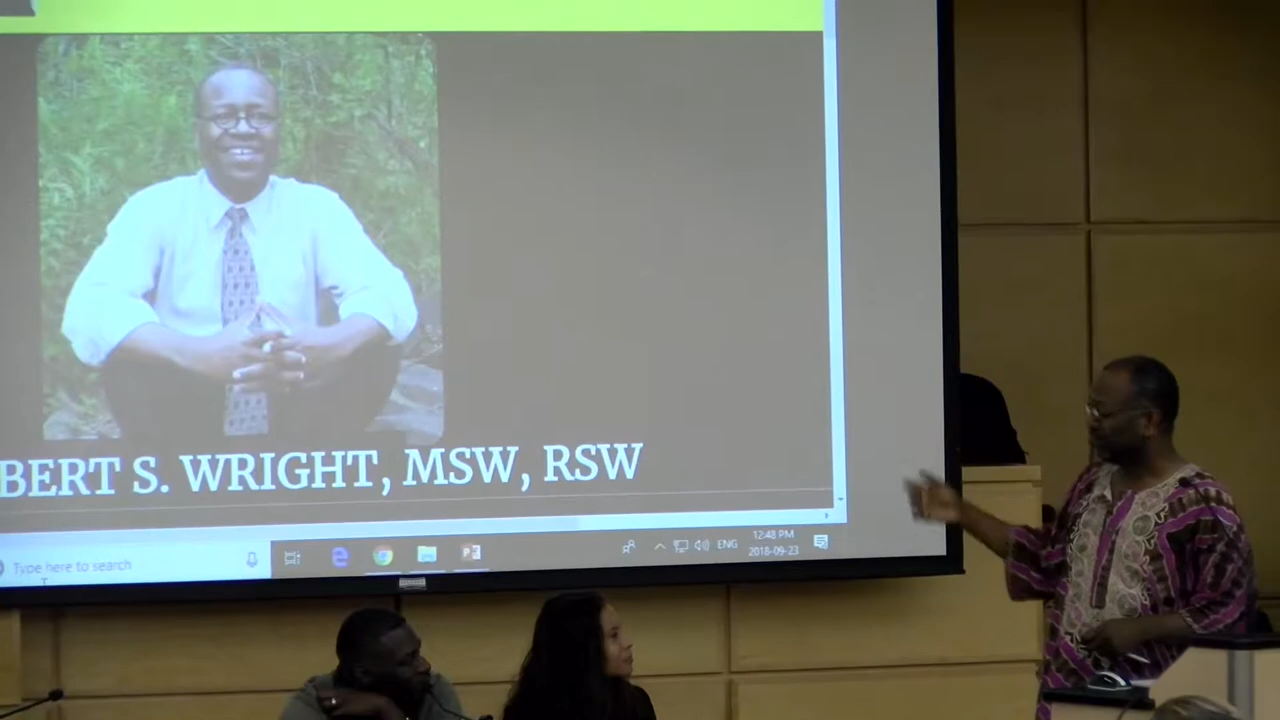 BERT S. WRIGHT, MSW, RSW
Type here to search
ENG
12:48 PM
2018-09-23